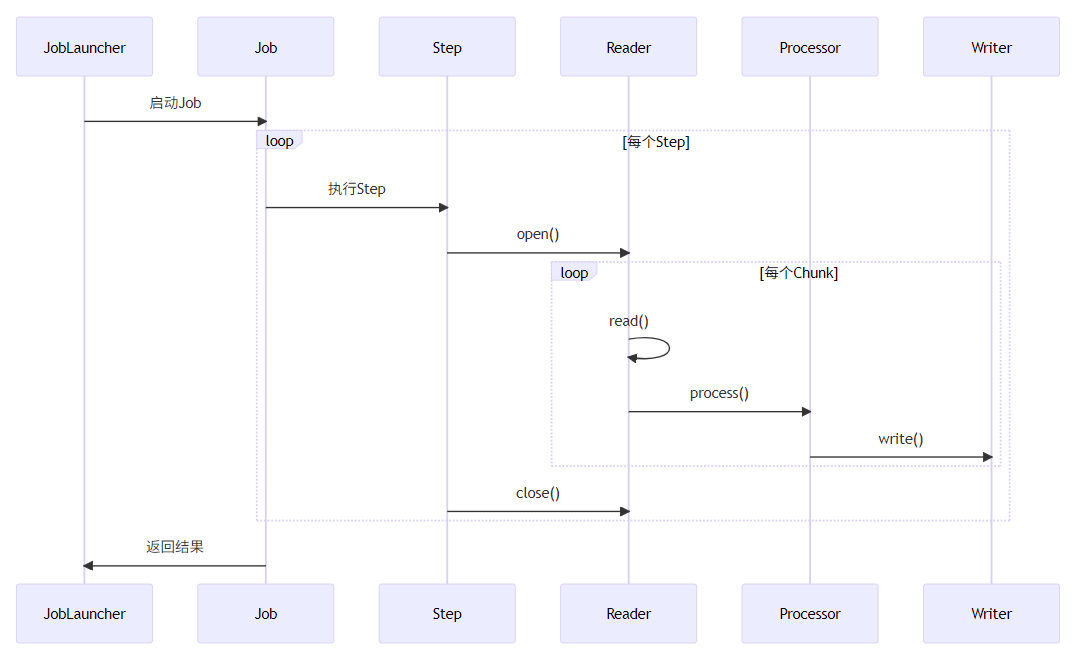 JobLauncher
Job
Step
Reader
Processor
Writer
启动Job
loop
[每个Step]
执行Step
open()
loop
[每个Chunk]
read()
process()
write()
close()
返回结果
JobLauncher
Job
Step
Reader
Processor
Writer